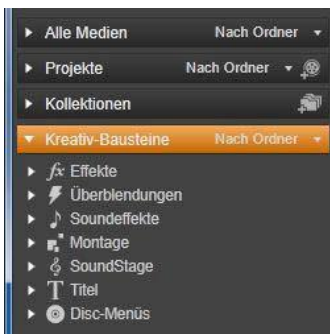 Alle Medien Nach Ordner
Projekte Nach Ordner
Kollektionen
Kreativ-Bausteine Nach Ordner
fx Effekte
Überblendungen
Soundeffekte
Montage
SoundStage
T Titel
Disc-Menüs